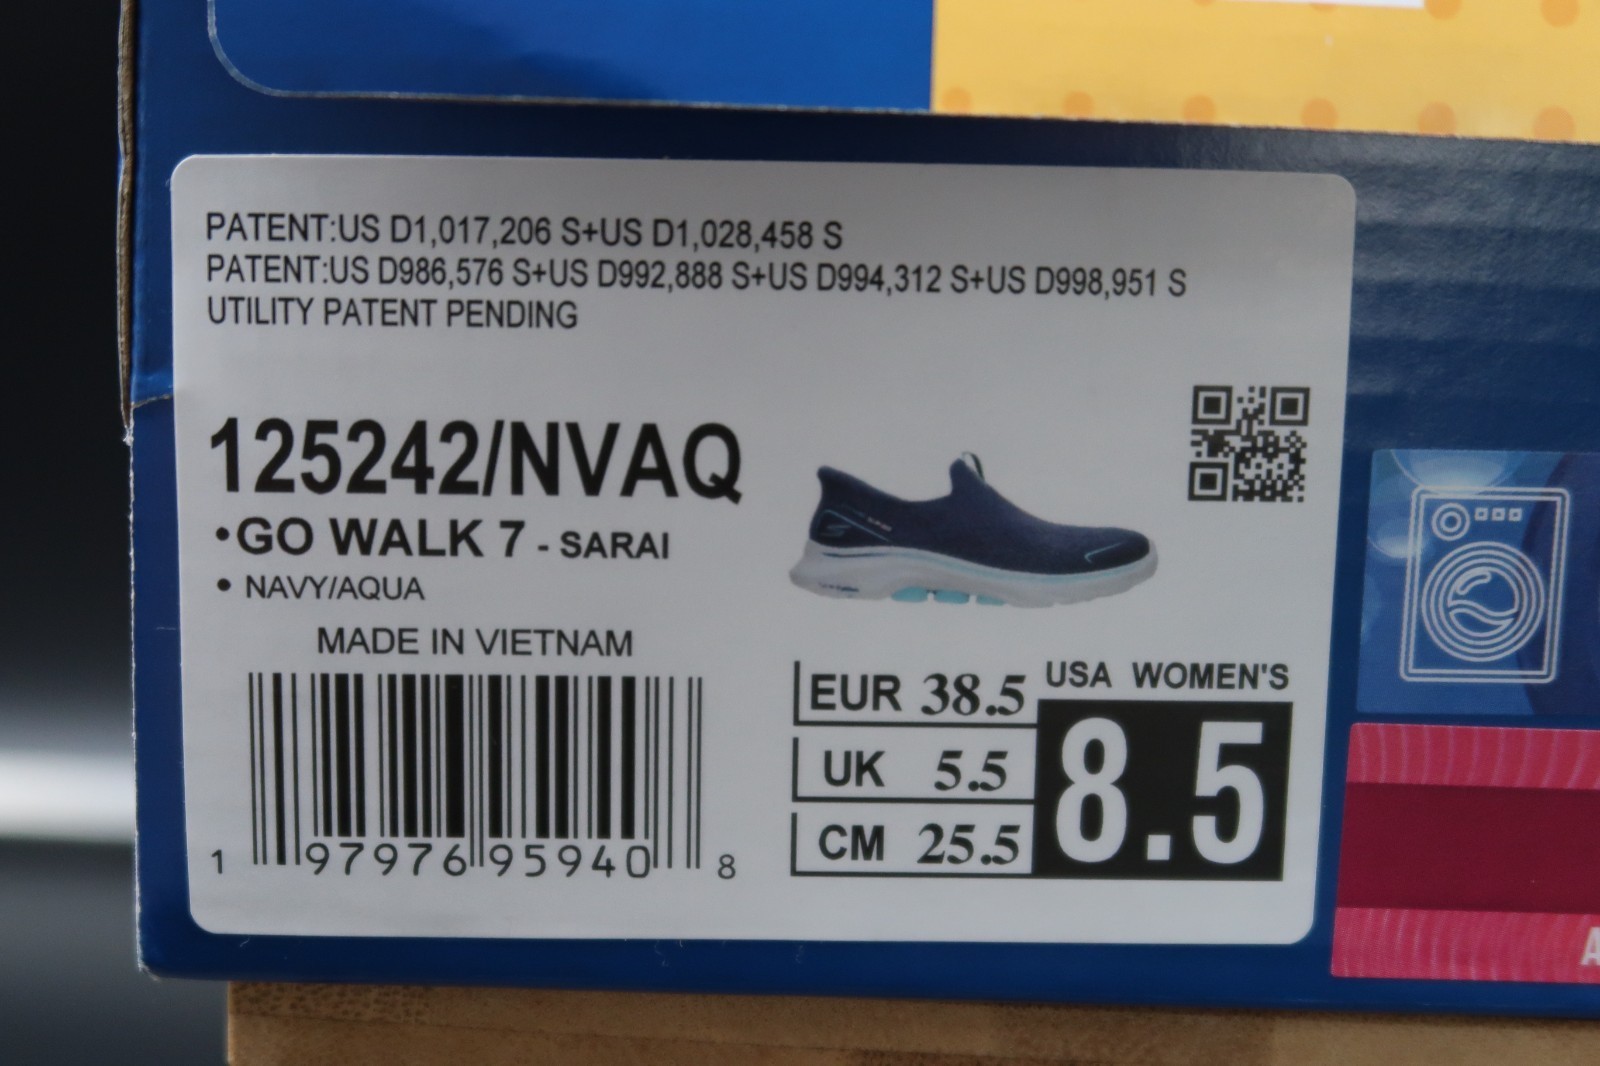 PATENT:US D1,017,206 S+US D1,028,458 S
PATENT:US D986,576 S+US D992,888 S+US D994,312 S+US D998,951 S
UTILITY PATENT PENDING
125242/NVAQ
•GO WALK 7 - SARAI
• NAVY/AQUA
MADE IN VIETNAM
1 97976 95940 8
USA WOMEN'S
8.5
EUR 38.5
UK 5.5
CM 25.5